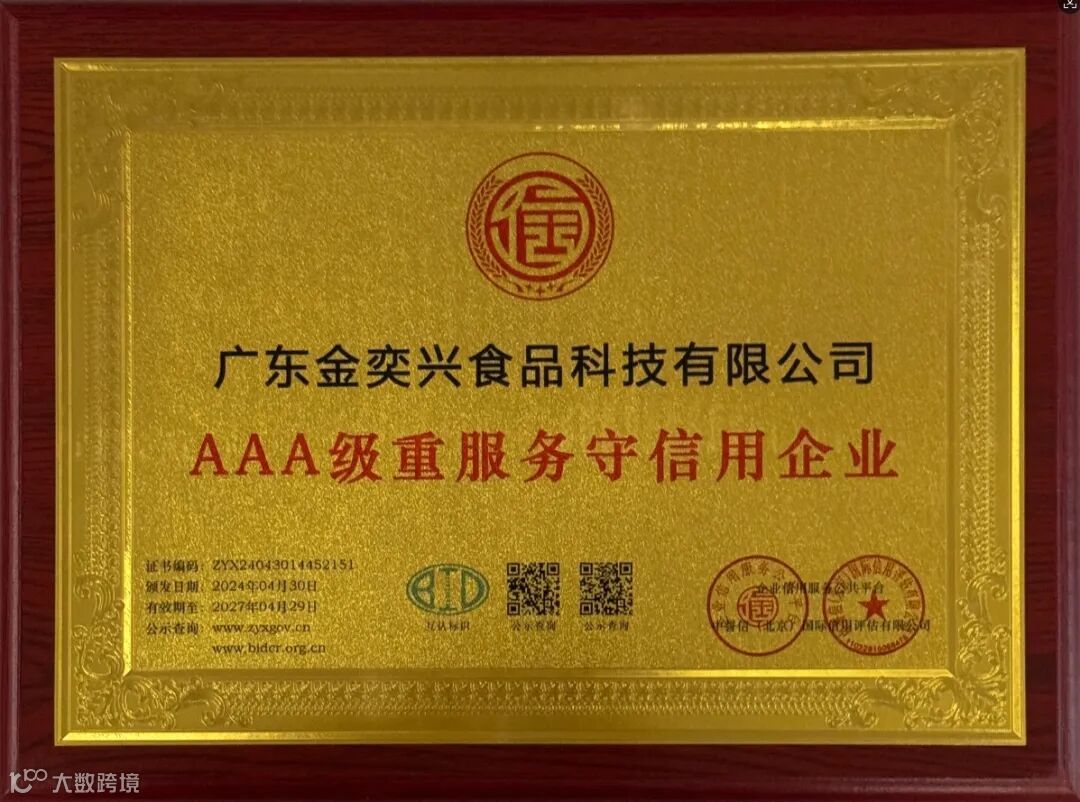 信
广东金奕兴食品科技有限公司
AAA级重服务守信用企业
证书编码：ZYX24043014452151
颁发日期：2024年04月30日
有效期至：2027年04月29日
公示查询：www.zyxgov.cn
www.bidcr.org.cn
BID
互认标识
公示查询
公示查询
企业信用服务公共平台
（北京）国际信用评估有限公司
大数跨境